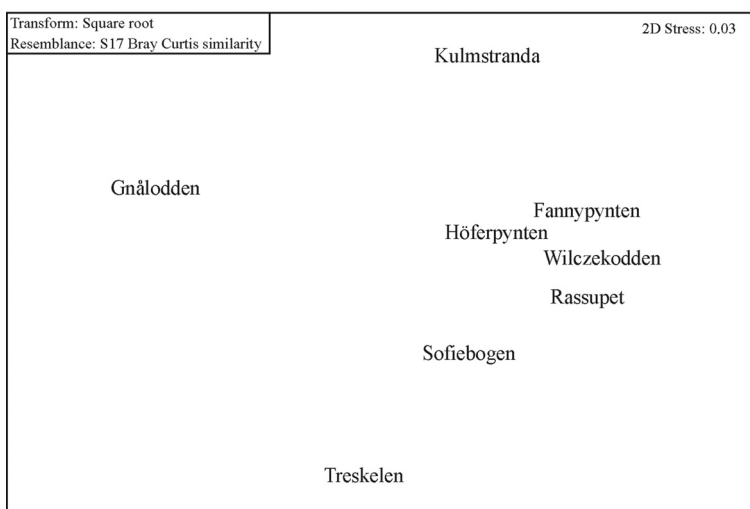 Transform: Square root
Resemblance: S17 Bray Curtis similarity
2D Stress: 0.03
Kulmstranda
Gnålodden
Fannypynten
Höferpynten
Wilczekodden
Rassupet
Sofiebogen
Treskelen